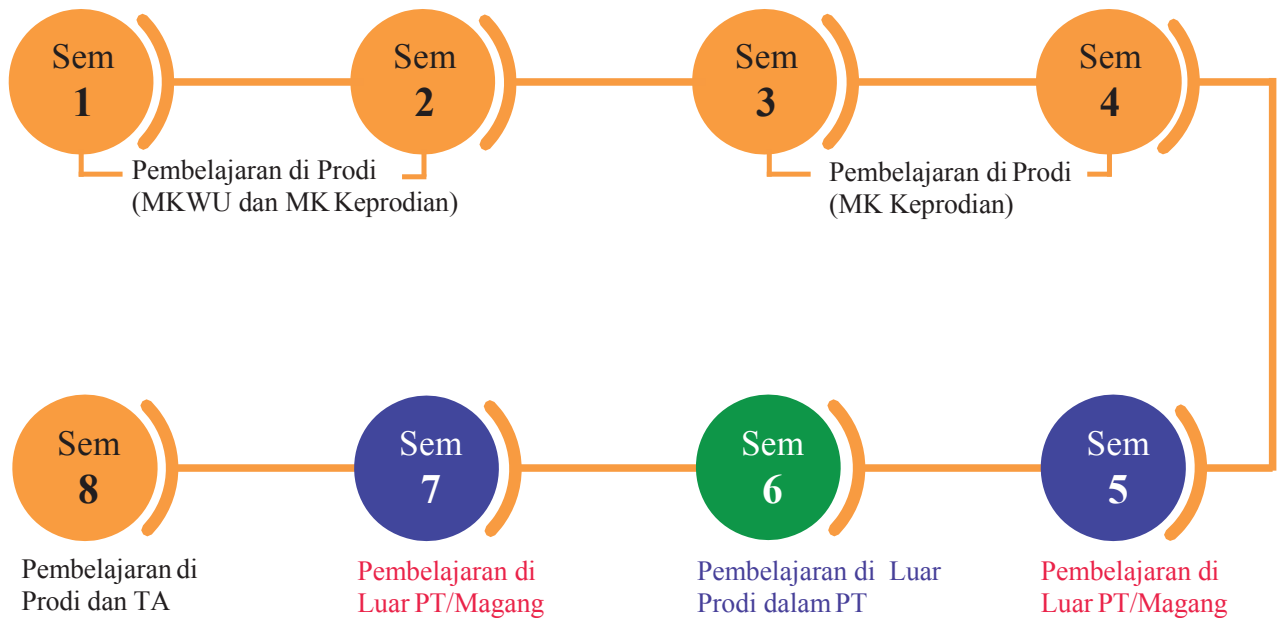 Sem
1
Sem
2
Sem
3
Sem
4
Pembelajaran di Prodi
(MKWU dan MK Keprodian)
Pembelajaran di Prodi
(MK Keprodian)
Sem
8
Sem
7
Sem
6
Sem
5
Pembelajaran di
Prodi dan TA
Pembelajaran di
Luar PT/Magang
Pembelajaran di Luar
Prodi dalam PT
Pembelajaran di
Luar PT/Magang